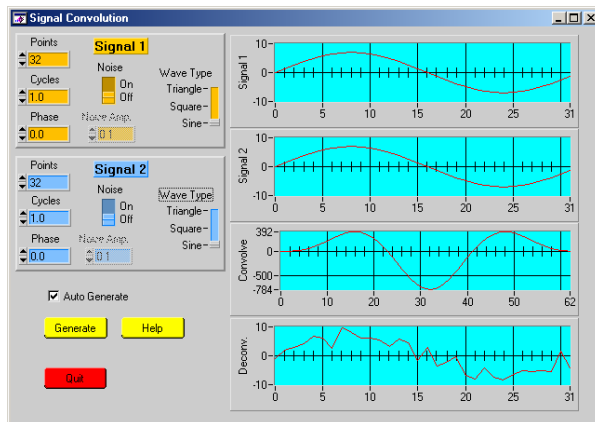 Signal Convolution
Points
32
Signal 1
Cycles
1.0
Noise
On
Off
Wave Type
Triangle
Square
Sine
Phase
0.0
Noise Amp.
0.1
Points
32
Signal 2
Cycles
1.0
Noise
On
Off
Wave Type
Triangle
Square
Sine
Phase
0.0
Noise Amp.
0.1
Auto Generate
Generate
Help
Quit
Signal 1
10
0
-10
0 5 10 15 20 25 31
Signal 2
10
0
-10
0 5 10 15 20 25 31
Convolve
392
0
-500
-784
0 10 20 30 40 50 62
Deconv.
10
0
-10
0 5 10 15 20 25 31